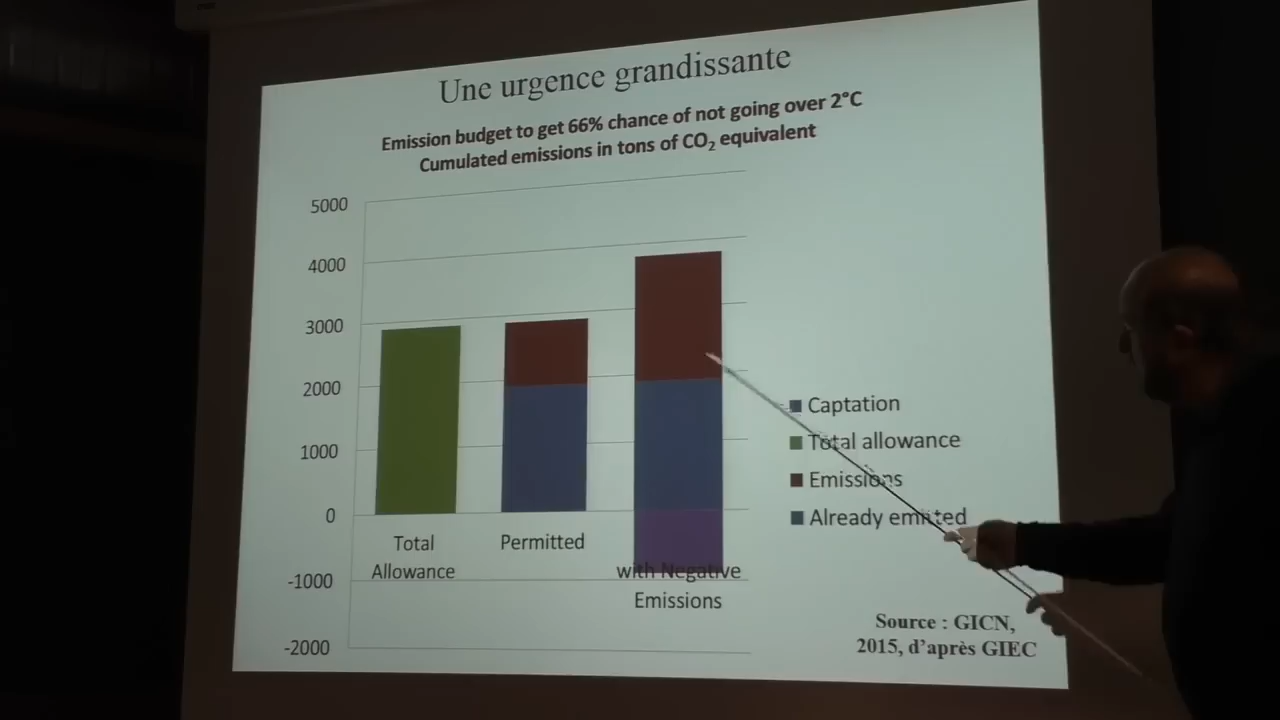 Une urgence grandissante
Emission budget to get 66% chance of not going over 2°C
Cumulated emissions in tons of CO₂ equivalent
5000
4000
3000
2000
1000
0
-1000
-2000
Total
Allowance
Permitted
with Negative
Emissions
Captation
Total allowance
Emissions
Already emitted
Source : GICN,
2015, d'après GIEC